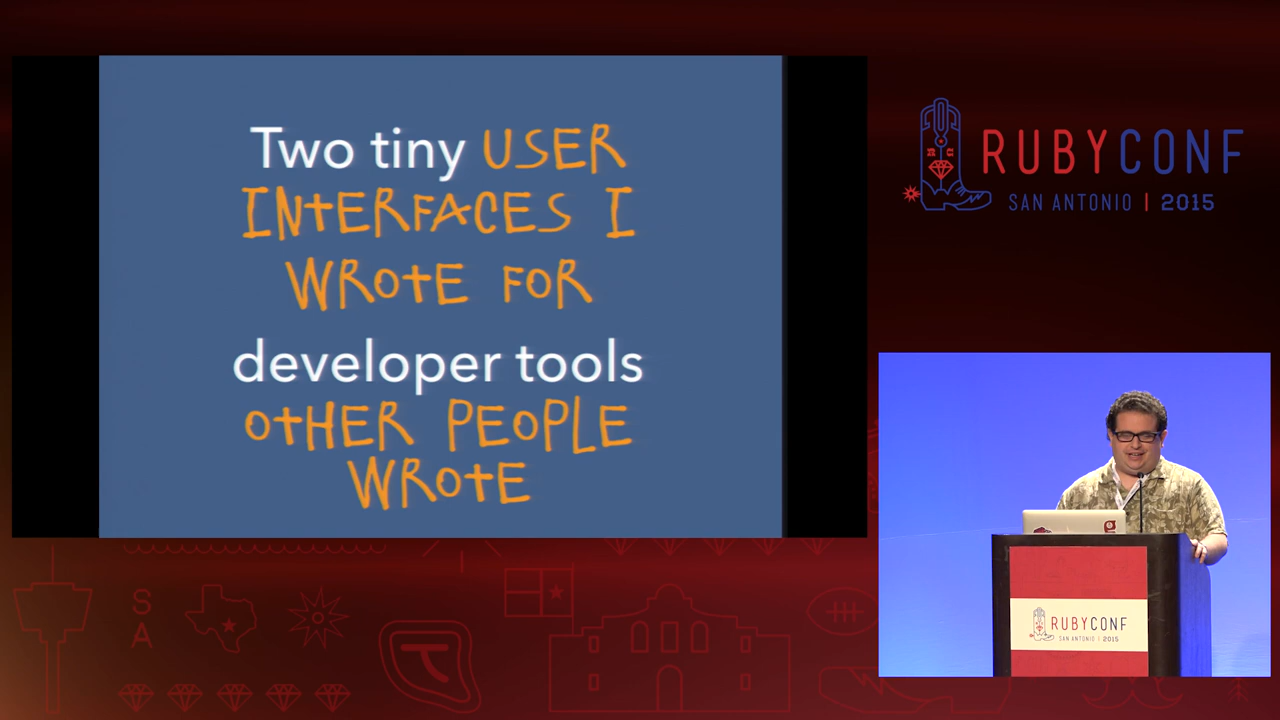 Two tiny USER
INTERFACES I
WROTE FOR
developer tools
OTHER PEOPLE
WROTE
RUBYCONF
SAN ANTONIO | 2015
S
A
RUBYCONF
SAN ANTONIO | 2015